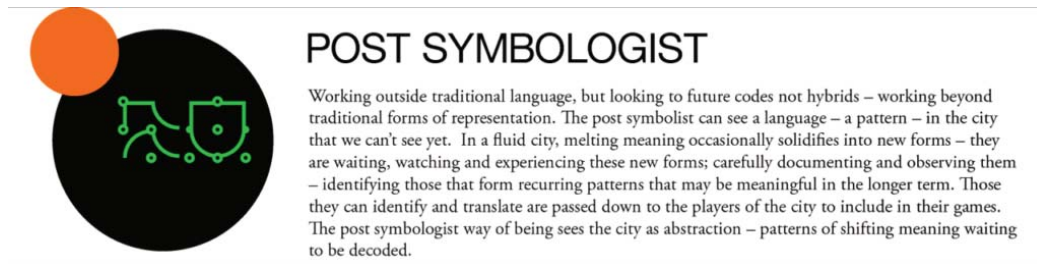 POST SYMBOLOGIST
Working outside traditional language, but looking to future codes not hybrids – working beyond
traditional forms of representation. The post symbolist can see a language – a pattern – in the city
that we can't see yet.  In a fluid city, melting meaning occasionally solidifies into new forms – they
are waiting, watching and experiencing these new forms; carefully documenting and observing them
– identifying those that form recurring patterns that may be meaningful in the longer term. Those
they can identify and translate are passed down to the players of the city to include in their games.
The post symbologist way of being sees the city as abstraction – patterns of shifting meaning waiting
to be decoded.